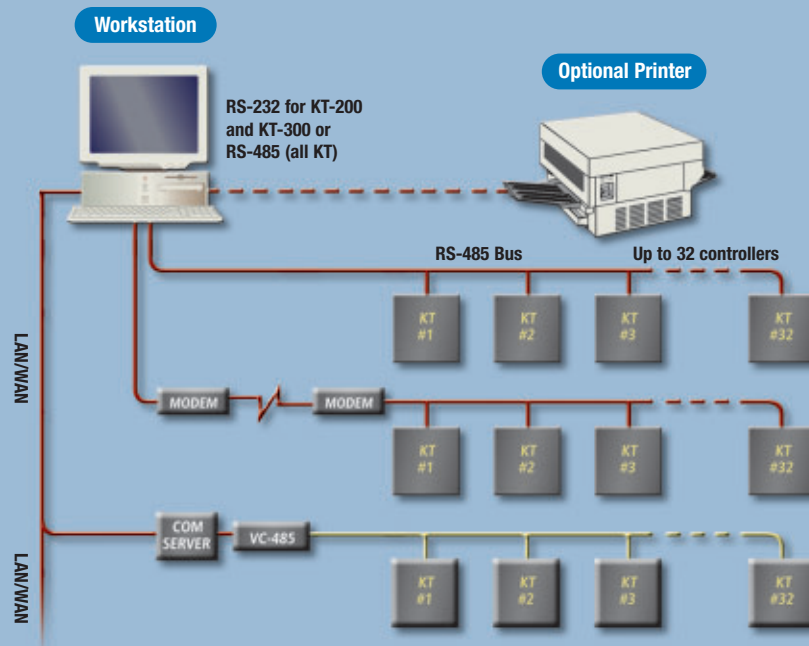 Workstation
Optional Printer
RS-232 for KT-200
and KT-300 or
RS-485 (all KT)
RS-485 Bus
Up to 32 controllers
KT
#1
KT
#2
KT
#3
KT
#32
LAN/WAN
MODEM
MODEM
KT
#1
KT
#2
KT
#3
KT
#32
COM
SERVER
VC-485
LAN/WAN
KT
#1
KT
#2
KT
#3
KT
#32